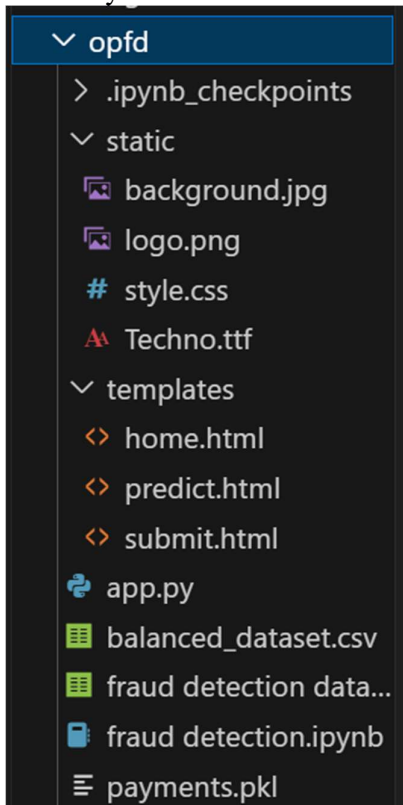 opfd
.ipynb_checkpoints
static
background.jpg
logo.png
# style.css
Techno.ttf
templates
<> home.html
<> predict.html
<> submit.html
app.py
balanced_dataset.csv
fraud detection data...
fraud detection.ipynb
payments.pkl